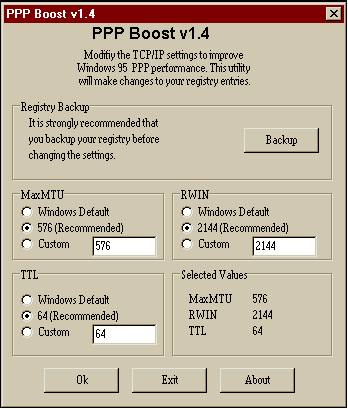 PPP Boost v1.4
PPP Boost v1.4
Modifiy the TCP/IP settings to improve
Windows 95 PPP performance. This utility
will make changes to your registry entries.
Registry Backup
It is strongly recommended that
you backup your registry before
changing the settings.
Backup
MaxMTU
Windows Default
576 (Recommended)
Custom 576
RWIN
Windows Default
2144 (Recommended)
Custom 2144
TTL
Windows Default
64 (Recommended)
Custom 64
Selected Values
MaxMTU 576
RWIN 2144
TTL 64
Ok Exit About